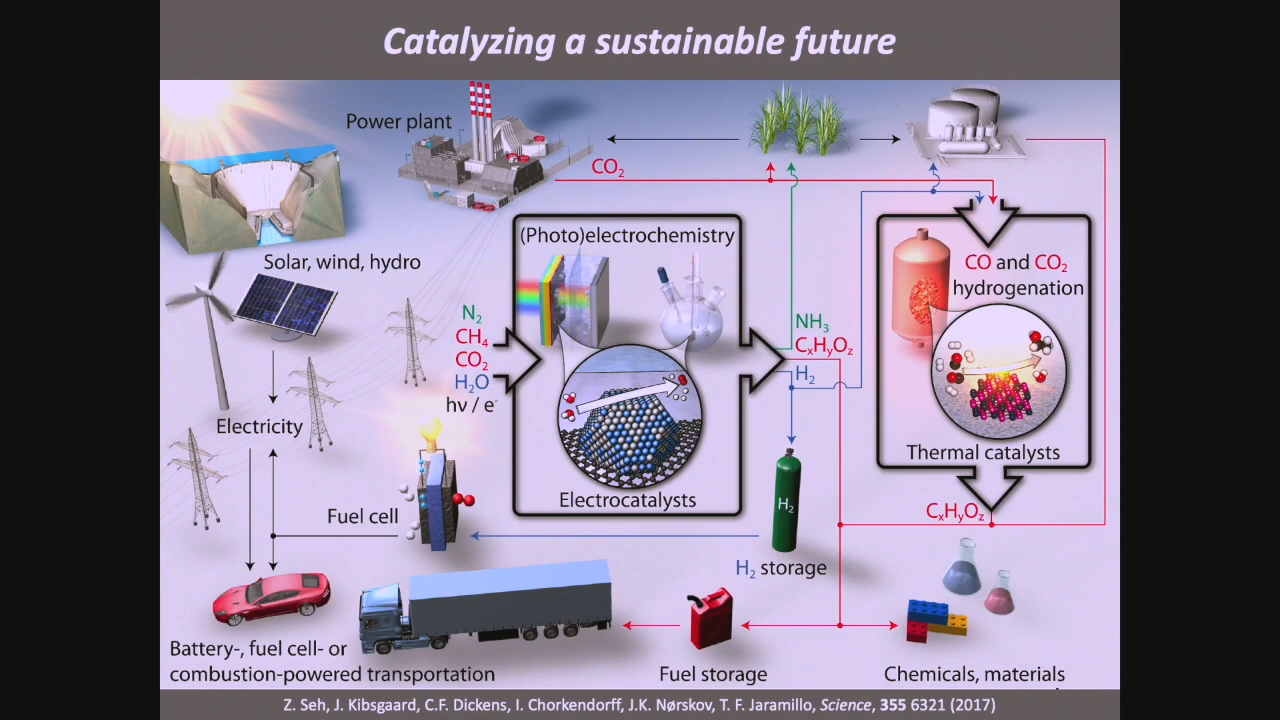 Catalyzing a sustainable future
Power plant
CO₂
Solar, wind, hydro
(Photo)electrochemistry
CO and CO₂
hydrogenation
N₂
CH₄
CO₂
H₂O
hν / e⁻
NH₃
CₓHᵧO_z
H₂
Electricity
Electrocatalysts
Thermal catalysts
Fuel cell
H₂
CₓHᵧO_z
H₂ storage
Battery-, fuel cell- or
combustion-powered transportation
Fuel storage
Chemicals, materials
Z. Seh, J. Kibsgaard, C.F. Dickens, I. Chorkendorff, J.K. Nørskov, T. F. Jaramillo, Science, 355 6321 (2017)